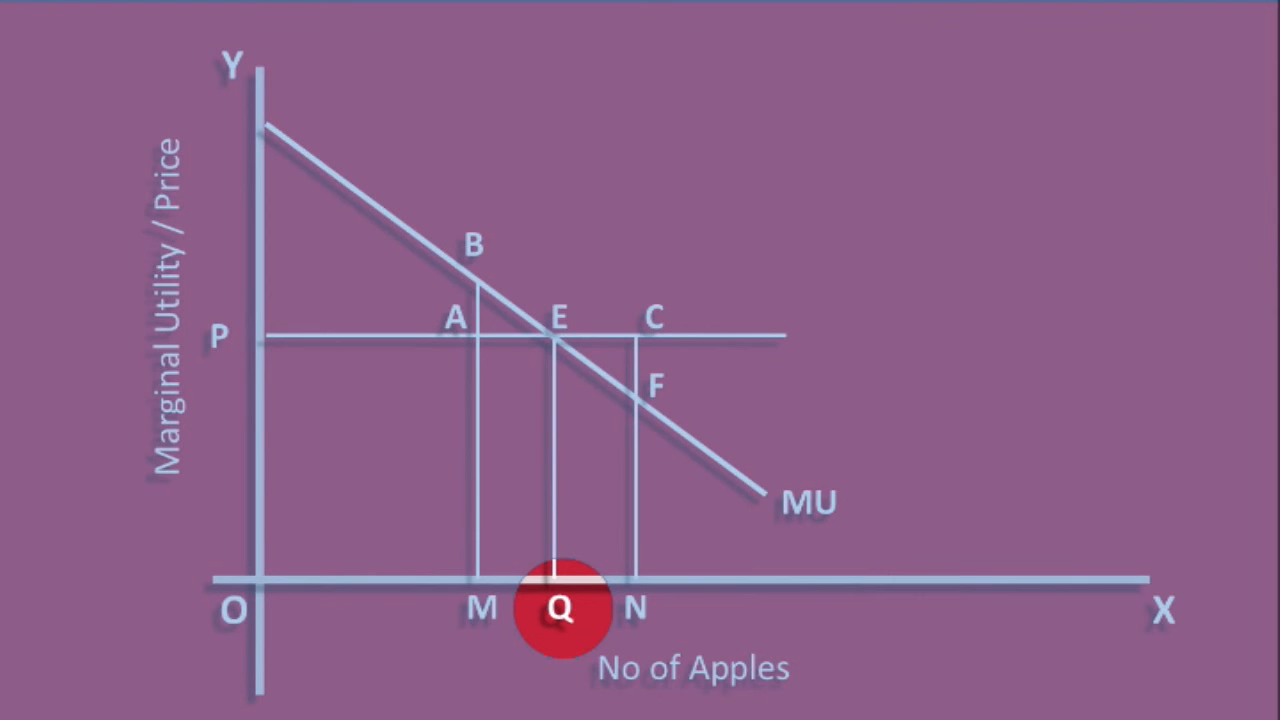 Y
Marginal Utility / Price
B
A E C
P
F
MU
O M Q N X
No of Apples